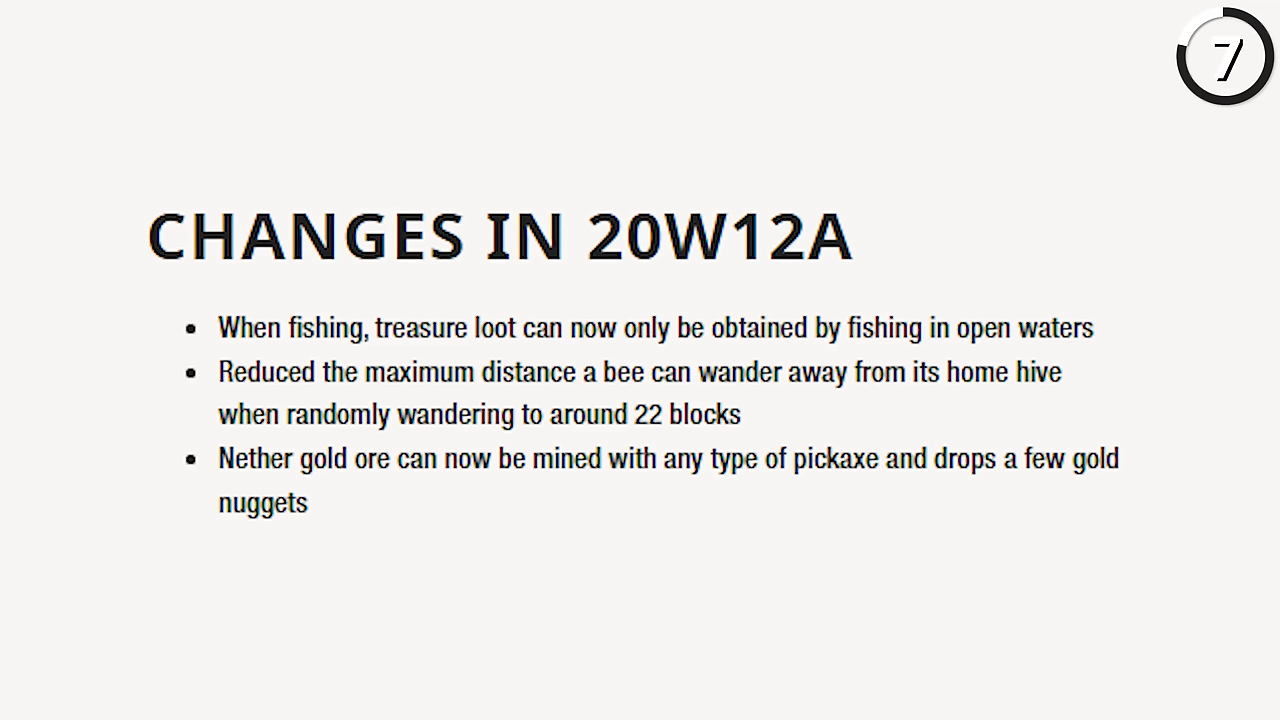 7
CHANGES IN 20W12A
• When fishing, treasure loot can now only be obtained by fishing in open waters
• Reduced the maximum distance a bee can wander away from its home hive
when randomly wandering to around 22 blocks
• Nether gold ore can now be mined with any type of pickaxe and drops a few gold
nuggets